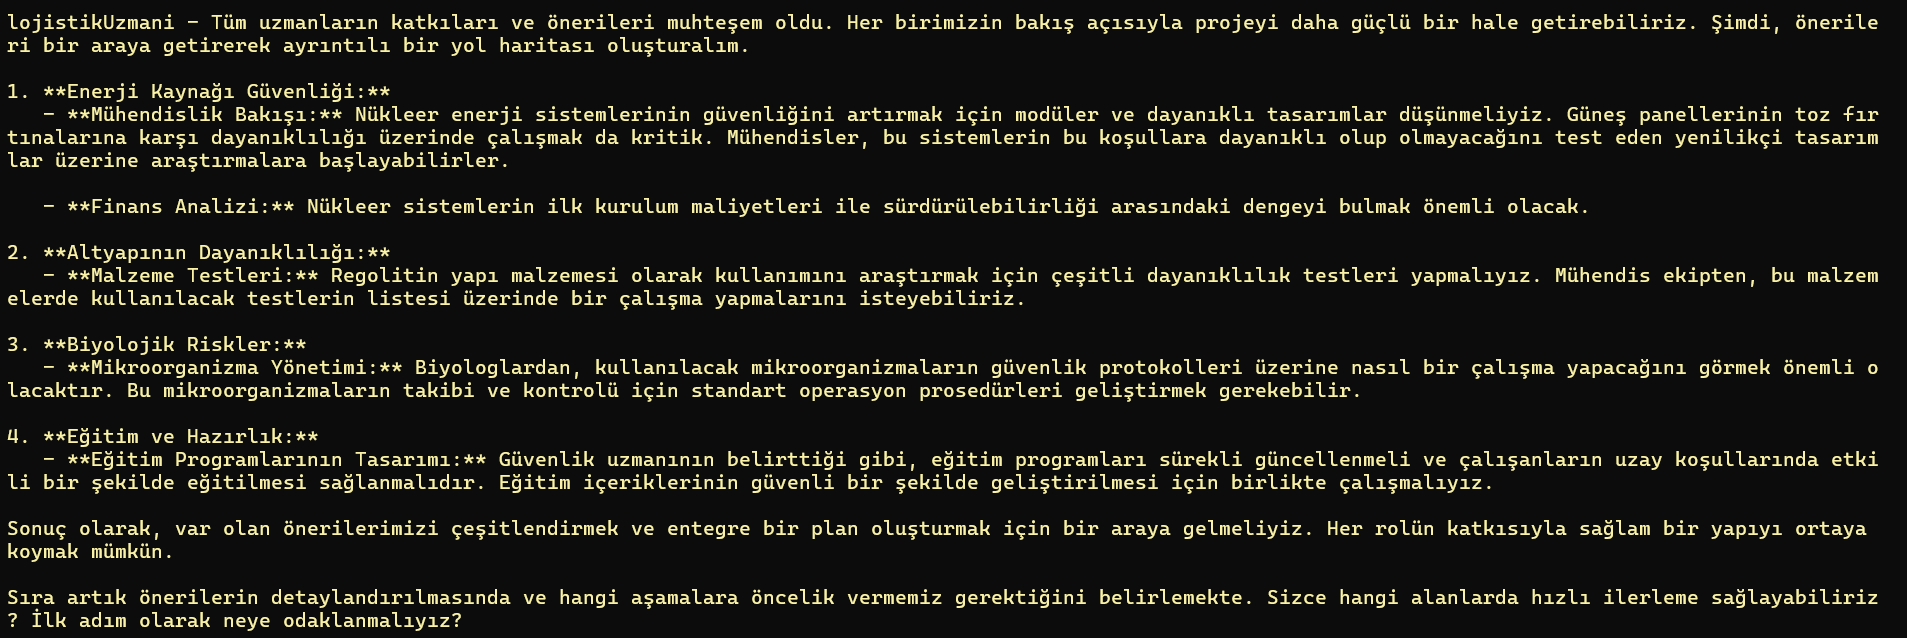 lojistikUzmani - Tüm uzmanların katkıları ve önerileri muhteşem oldu. Her birimizin bakış açısıyla projeyi daha güçlü bir hale getirebiliriz. Şimdi, önerile
ri bir araya getirerek ayrıntılı bir yol haritası oluşturalım.
1. **Enerji Kaynağı Güvenliği:**
- **Mühendislik Bakışı:** Nükleer enerji sistemlerinin güvenliğini artırmak için modüler ve dayanıklı tasarımlar düşünmeliyiz. Güneş panellerinin toz fır
tınalarına karşı dayanıklılığı üzerinde çalışmak da kritik. Mühendisler, bu sistemlerin bu koşullara dayanıklı olup olmayacağını test eden yenilikçi tasarım
lar üzerine araştırmalara başlayabilirler.
- **Finans Analizi:** Nükleer sistemlerin ilk kurulum maliyetleri ile sürdürülebilirliği arasındaki dengeyi bulmak önemli olacak.
2. **Altyapının Dayanıklılığı:**
- **Malzeme Testleri:** Regolitin yapı malzemesi olarak kullanımını araştırmak için çeşitli dayanıklılık testleri yapmalıyız. Mühendis ekipten, bu malzem
elerde kullanılacak testlerin listesi üzerinde bir çalışma yapmalarını isteyebiliriz.
3. **Biyolojik Riskler:**
- **Mikroorganizma Yönetimi:** Biyologlardan, kullanılacak mikroorganizmaların güvenlik protokolleri üzerine nasıl bir çalışma yapacağını görmek önemli o
lacaktır. Bu mikroorganizmaların takibi ve kontrolü için standart operasyon prosedürleri geliştirmek gerekebilir.
4. **Eğitim ve Hazırlık:**
- **Eğitim Programlarının Tasarımı:** Güvenlik uzmanının belirttiği gibi, eğitim programları sürekli güncellenmeli ve çalışanların uzay koşullarında etki
li bir şekilde eğitilmesi sağlanmalıdır. Eğitim içeriklerinin güvenli bir şekilde geliştirilmesi için birlikte çalışmalıyız.
Sonuç olarak, var olan önerilerimizi çeşitlendirmek ve entegre bir plan oluşturmak için bir araya gelmeliyiz. Her rolün katkısıyla sağlam bir yapıyı ortaya
koymak mümkün.
Sıra artık önerilerin detaylandırılmasında ve hangi aşamalara öncelik vermemiz gerektiğini belirlemekte. Sizce hangi alanlarda hızlı ilerleme sağlayabiliriz
? İlk adım olarak neye odaklanmalıyız?